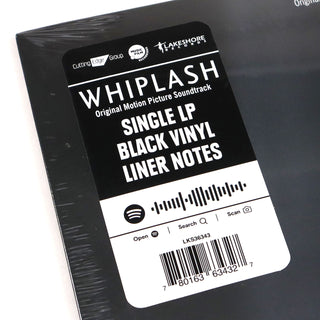 Original Motion
Cutting Edge Group
LAKESHORE
RECORDS
WHIPLASH
Original Motion Picture Soundtrack
SINGLE LP
BLACK VINYL
LINER NOTES
Open | Search | Scan
LKS36343
7 80163 63432 7